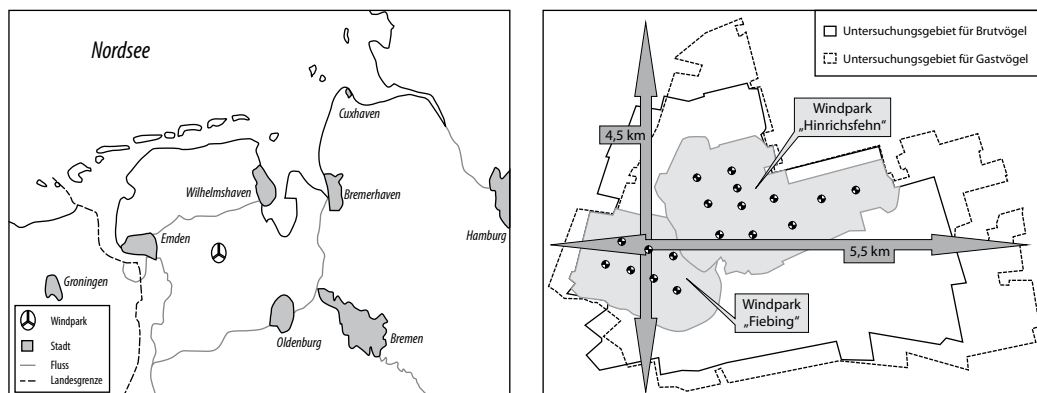 Nordsee
Cuxhaven
Wilhelmshaven
Bremerhaven
Emden
Hamburg
Groningen
Oldenburg
Bremen
Windpark
Stadt
Fluss
Landesgrenze
Untersuchungsgebiet für Brutvögel
Untersuchungsgebiet für Gastvögel
Windpark
„Hinrichsfehn“
4,5 km
5,5 km
Windpark
„Fiebing“